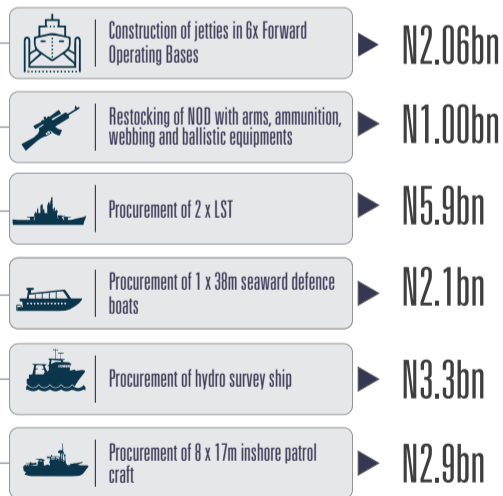 Construction of jetties in 6x Forward
Operating Bases
N2.06bn
Restocking of NOD with arms, ammunition,
webbing and ballistic equipments
N1.00bn
Procurement of 2 x LST
N5.9bn
Procurement of 1 x 38m seaward defence
boats
N2.1bn
Procurement of hydro survey ship
N3.3bn
Procurement of 8 x 17m inshore patrol
craft
N2.9bn